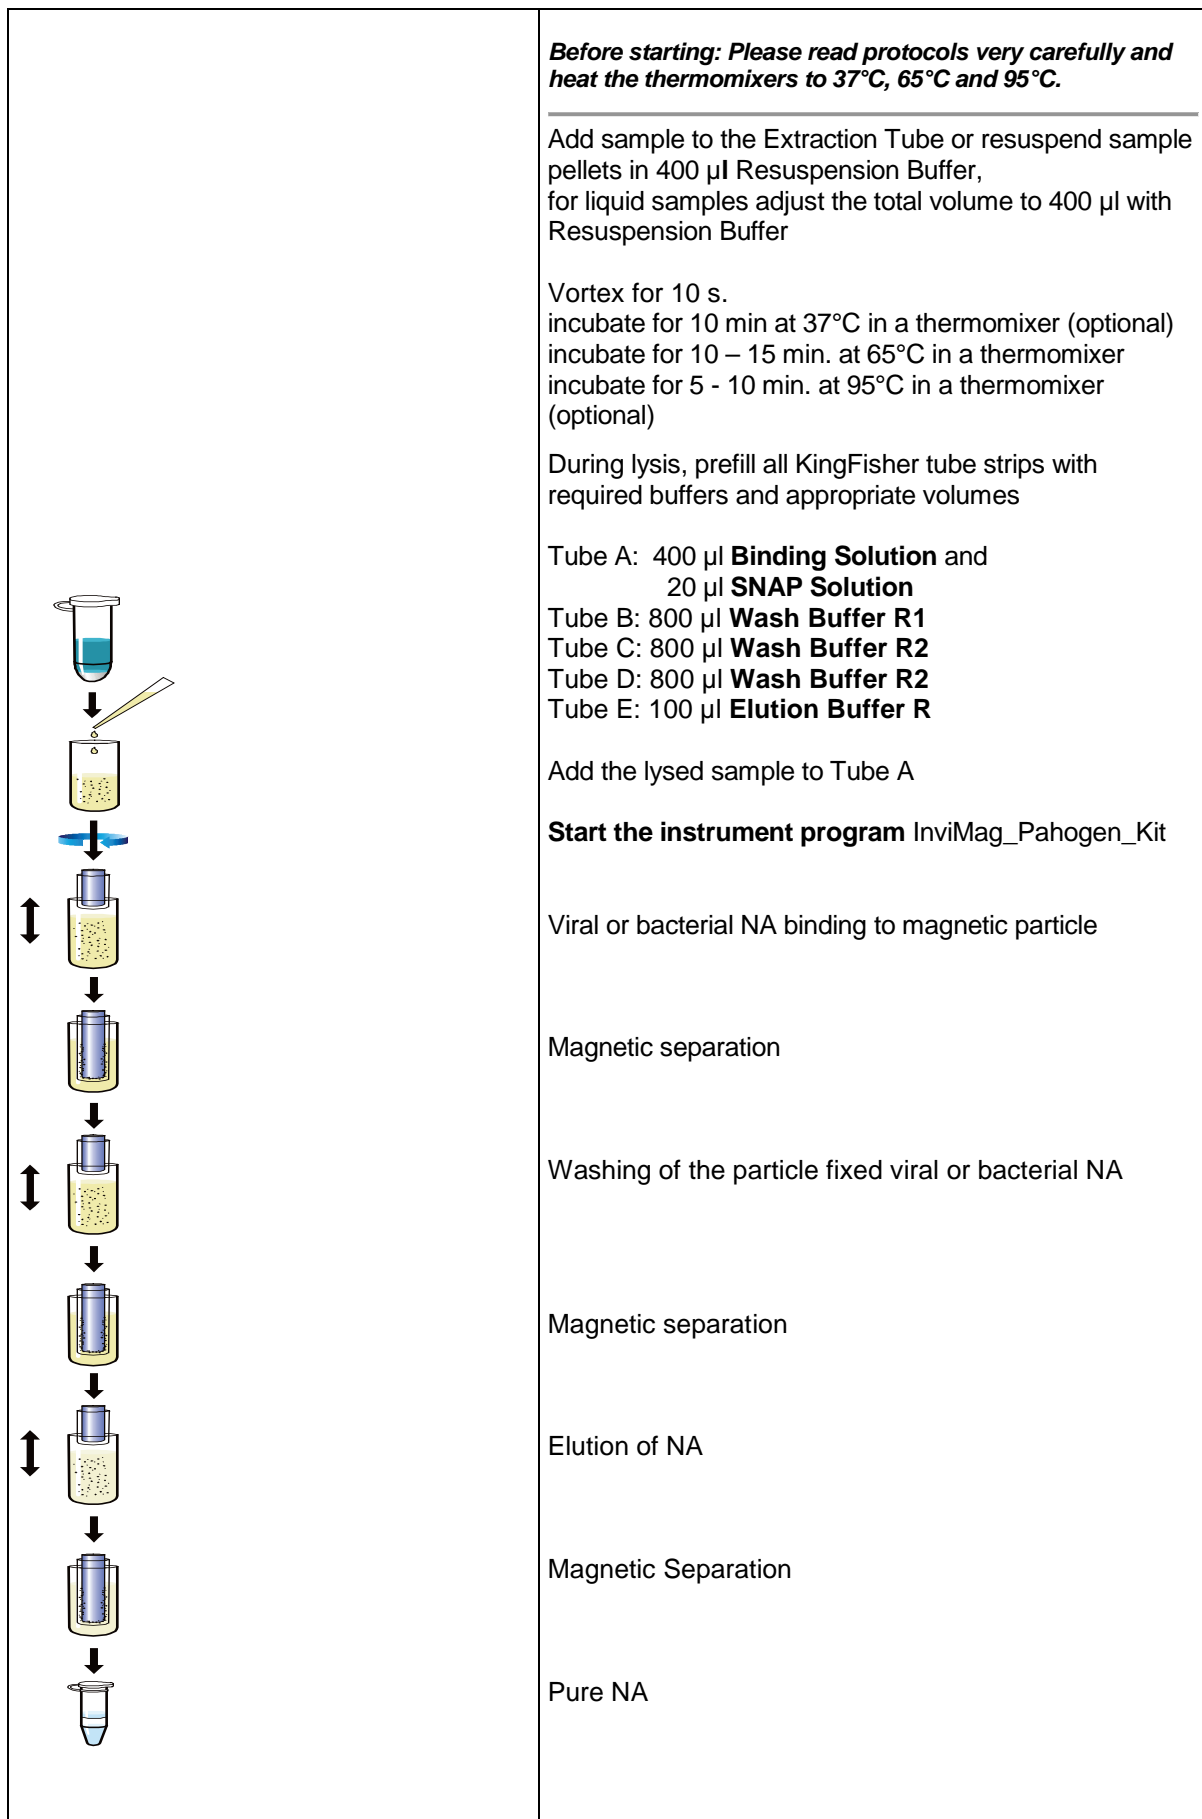 Before starting: Please read protocols very carefully and
heat the thermomixers to 37°C, 65°C and 95°C.
Add sample to the Extraction Tube or resuspend sample
pellets in 400 µl Resuspension Buffer,
for liquid samples adjust the total volume to 400 µl with
Resuspension Buffer
Vortex for 10 s.
incubate for 10 min at 37°C in a thermomixer (optional)
incubate for 10 – 15 min. at 65°C in a thermomixer
incubate for 5 - 10 min. at 95°C in a thermomixer
(optional)
During lysis, prefill all KingFisher tube strips with
required buffers and appropriate volumes
Tube A: 400 µl Binding Solution and
20 µl SNAP Solution
Tube B: 800 µl Wash Buffer R1
Tube C: 800 µl Wash Buffer R2
Tube D: 800 µl Wash Buffer R2
Tube E: 100 µl Elution Buffer R
Add the lysed sample to Tube A
Start the instrument program InviMag_Pahogen_Kit
Viral or bacterial NA binding to magnetic particle
Magnetic separation
Washing of the particle fixed viral or bacterial NA
Magnetic separation
Elution of NA
Magnetic Separation
Pure NA